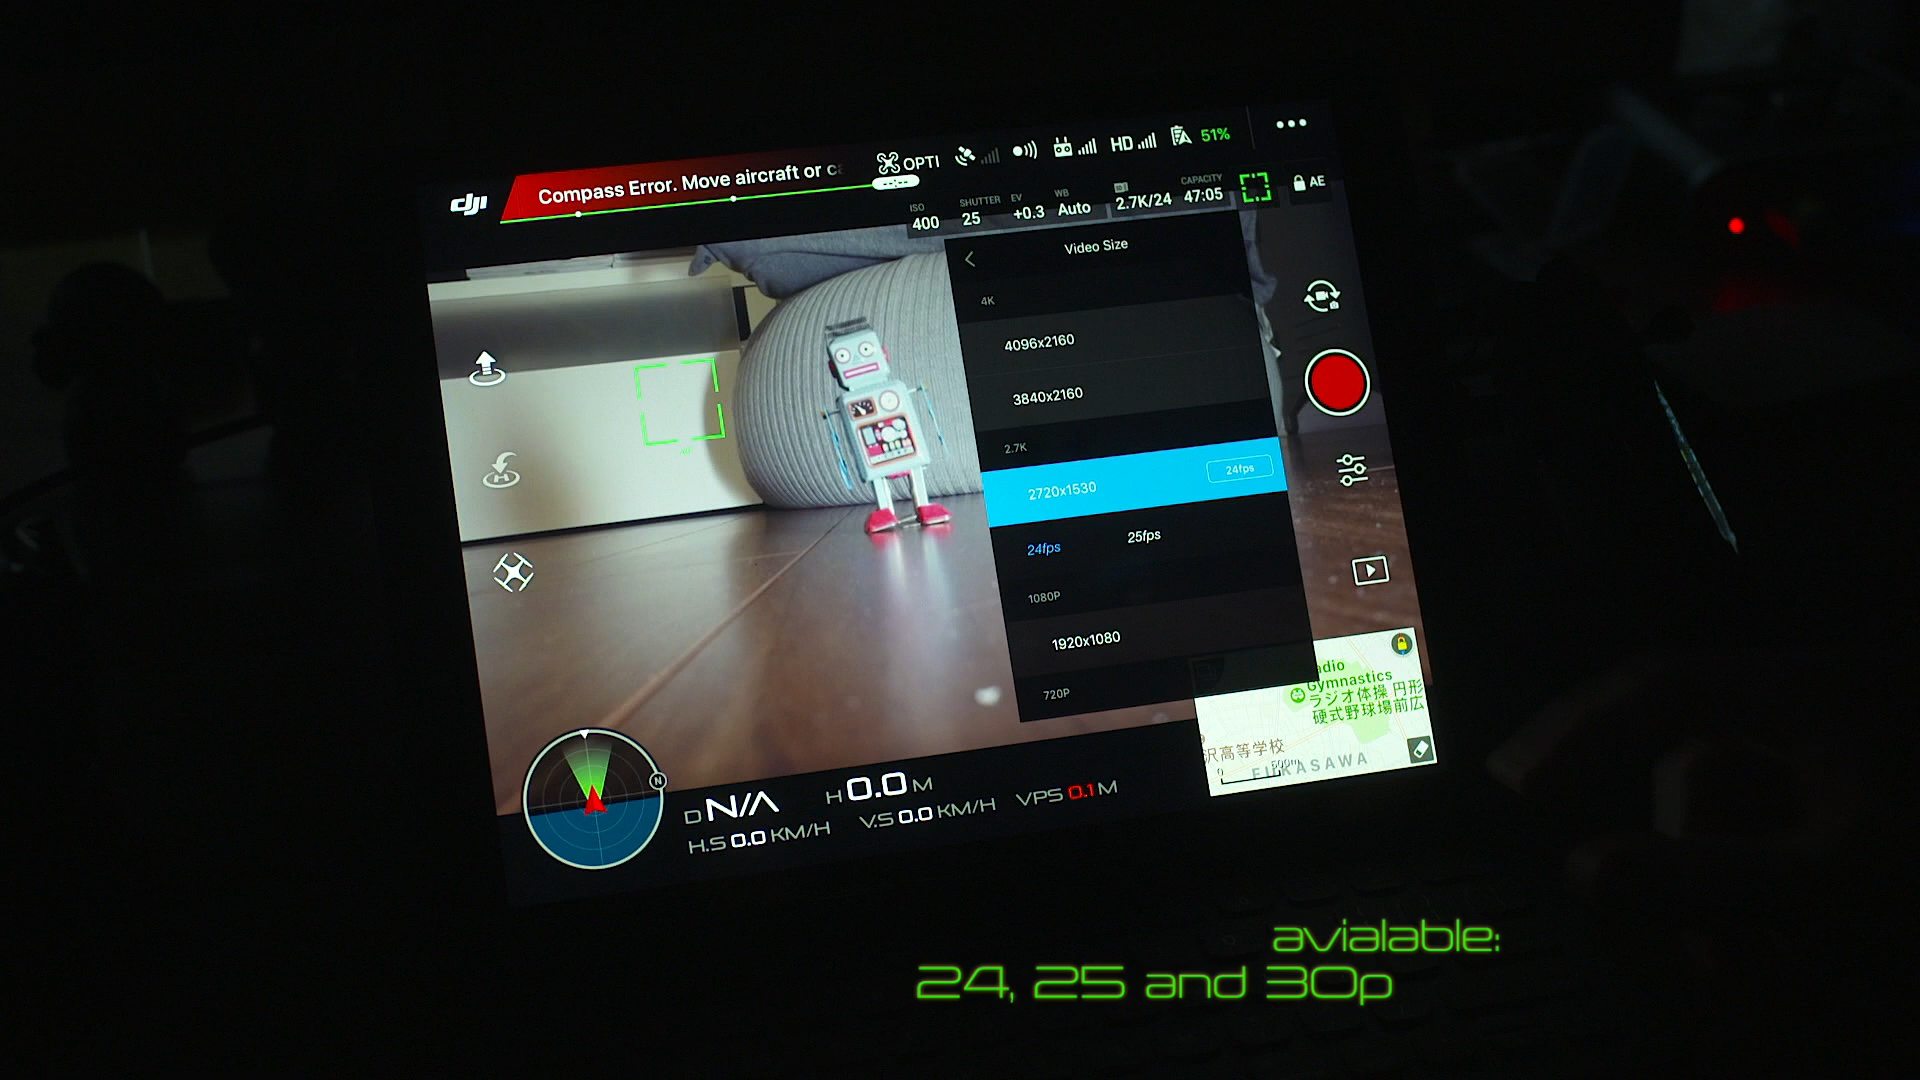 dji
Compass Error. Move aircraft or
OPTI
HD
51%
ISO
400
SHUTTER
25
EV
+0.3
WB
Auto
2.7K/24
CAPACITY
47:05
AE
Video Size
4K
4096x2160
3840x2160
2.7K
2720x1530
24fps
24fps
25fps
1080P
1920x1080
720P
N
D N/A
H 0.0 M
H.S 0.0 KM/H
V.S 0.0 KM/H
VPS 0.1 M
adio
Gymnastics
ラジオ体操 円形
硬式野球場前広
沢高等学校
0
500m
FUKASAWA
avialable:
24, 25 and 30p